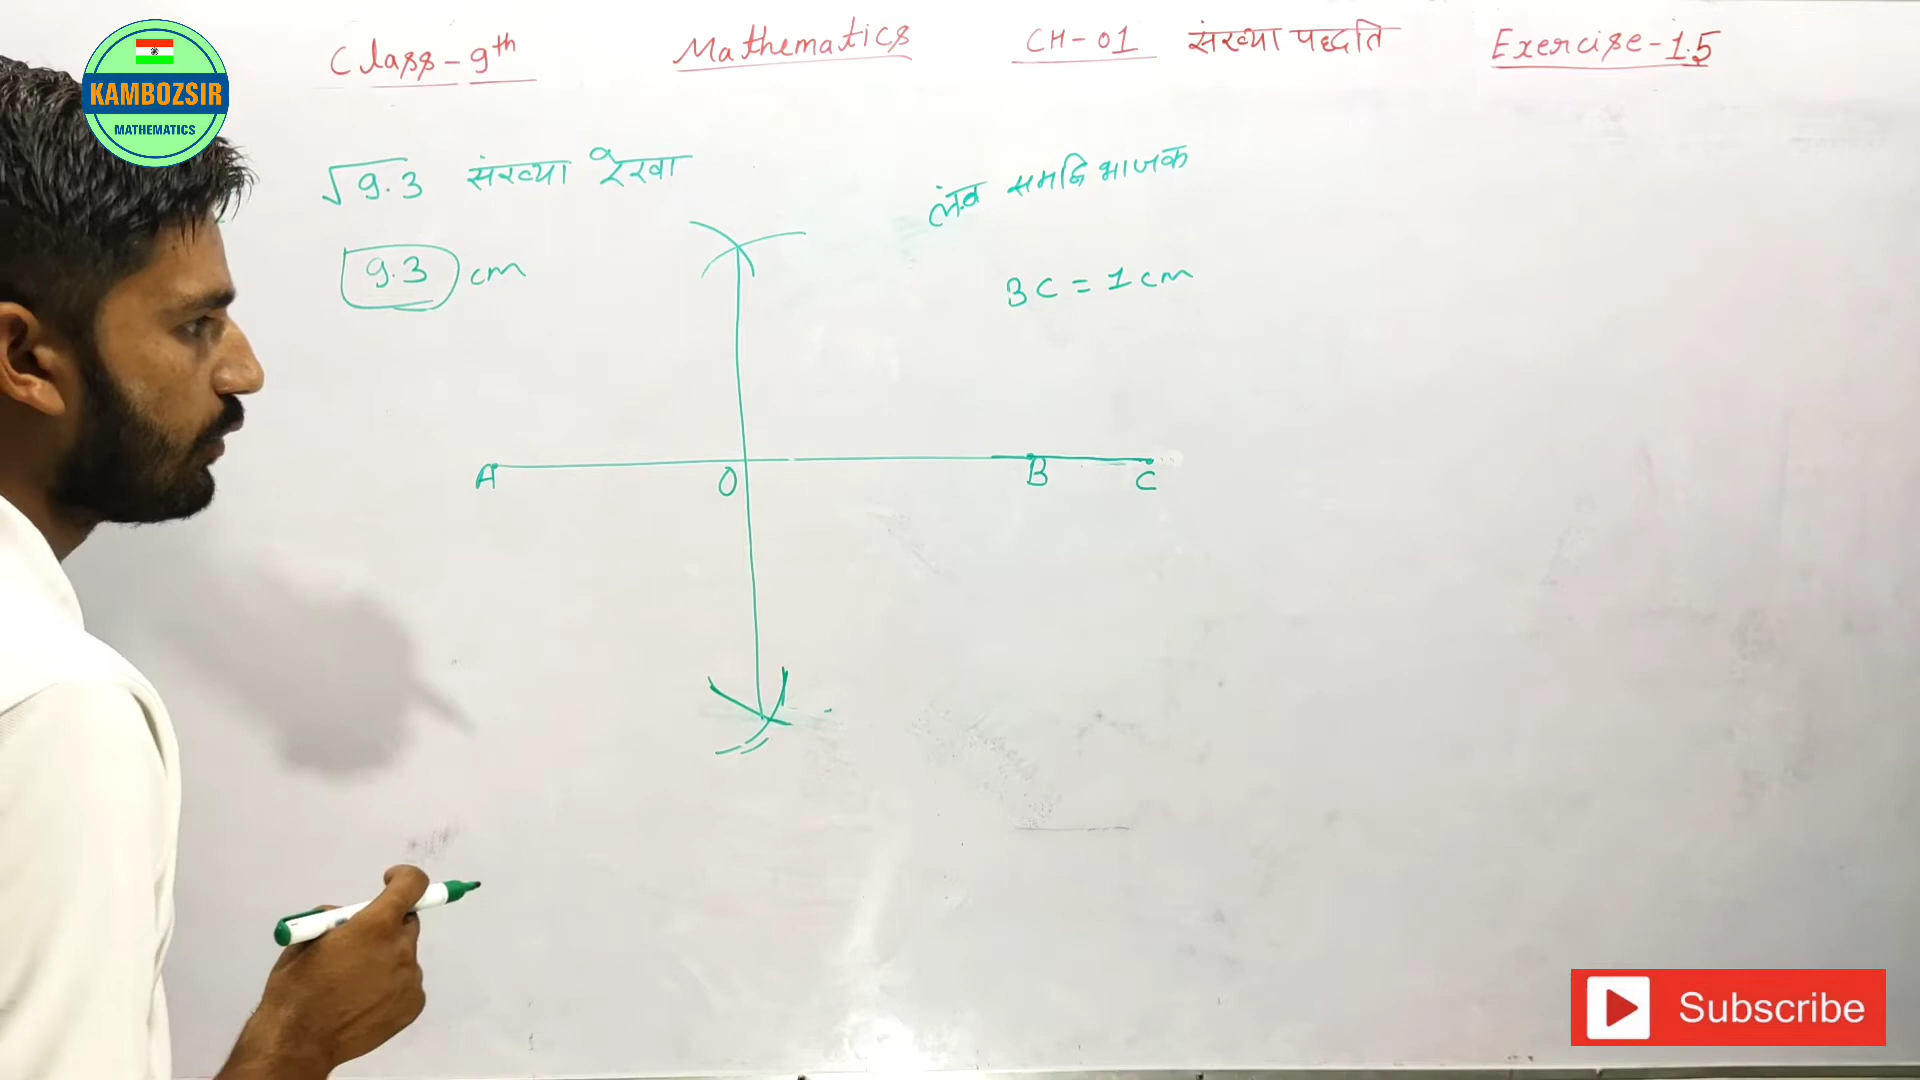 KAMBOZSIR
MATHEMATICS
Class-9th Mathematics CH-01 संख्या पद्धति Exercise-1.5
√9.3 संख्या रेखा
लंब समद्विभाजक
9.3 cm
BC = 1 cm
A O B C
Subscribe